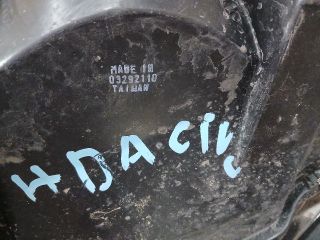 MADE IN
03292110
TAIWAN
HDA CIV